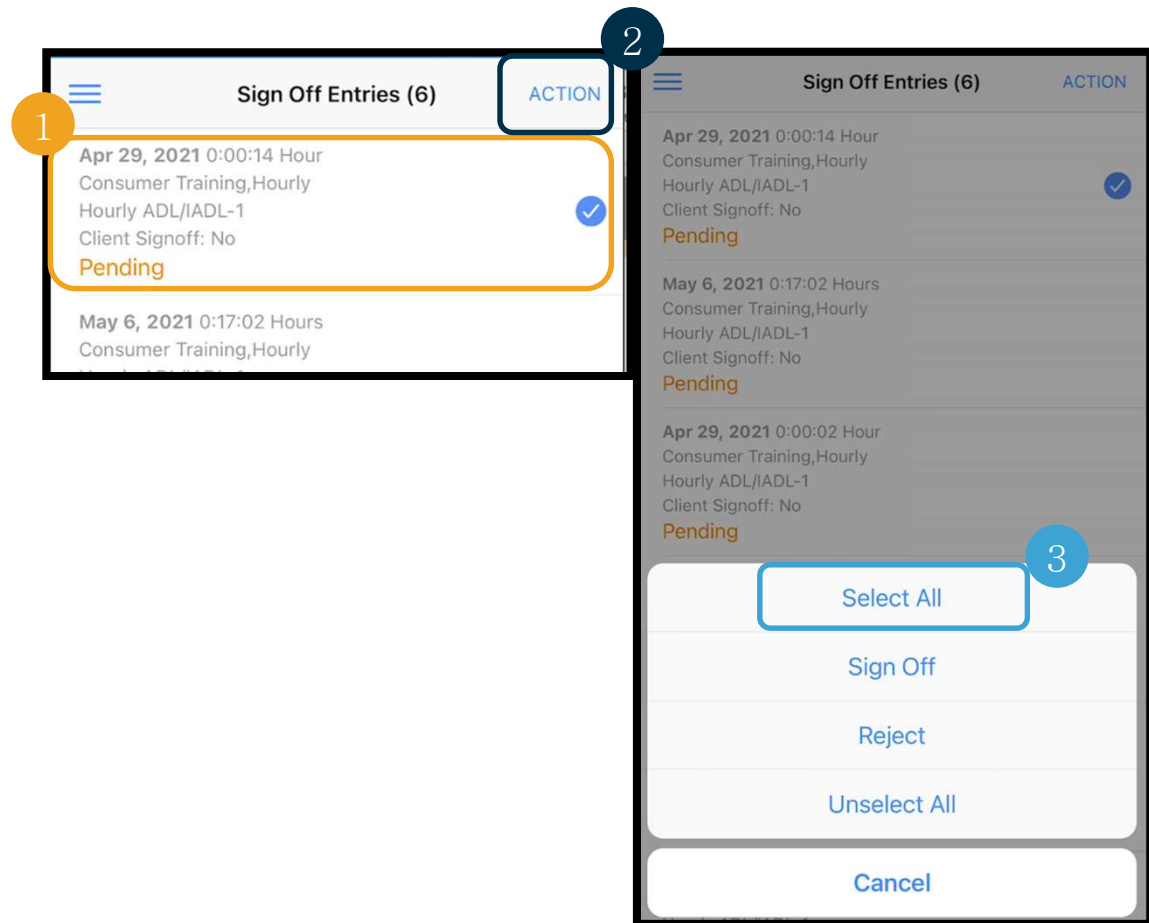 2
Sign Off Entries (6)
ACTION
1
Apr 29, 2021 0:00:14 Hour
Consumer Training,Hourly
Hourly ADL/IADL-1
Client Signoff: No
Pending
May 6, 2021 0:17:02 Hours
Consumer Training,Hourly
Sign Off Entries (6)
ACTION
Apr 29, 2021 0:00:14 Hour
Consumer Training,Hourly
Hourly ADL/IADL-1
Client Signoff: No
Pending
May 6, 2021 0:17:02 Hours
Consumer Training,Hourly
Hourly ADL/IADL-1
Client Signoff: No
Pending
Apr 29, 2021 0:00:02 Hour
Consumer Training,Hourly
Hourly ADL/IADL-1
Client Signoff: No
Pending
3
Select All
Sign Off
Reject
Unselect All
Cancel